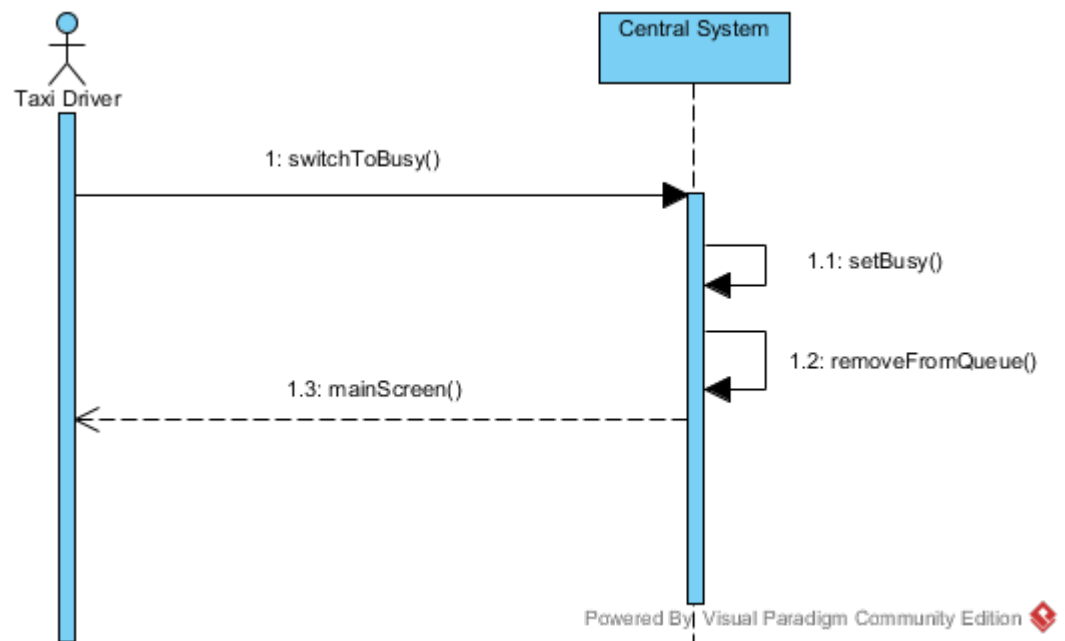 Central System
Taxi Driver
1: switchToBusy()
1.1: setBusy()
1.2: removeFromQueue()
1.3: mainScreen()
Powered By Visual Paradigm Community Edition